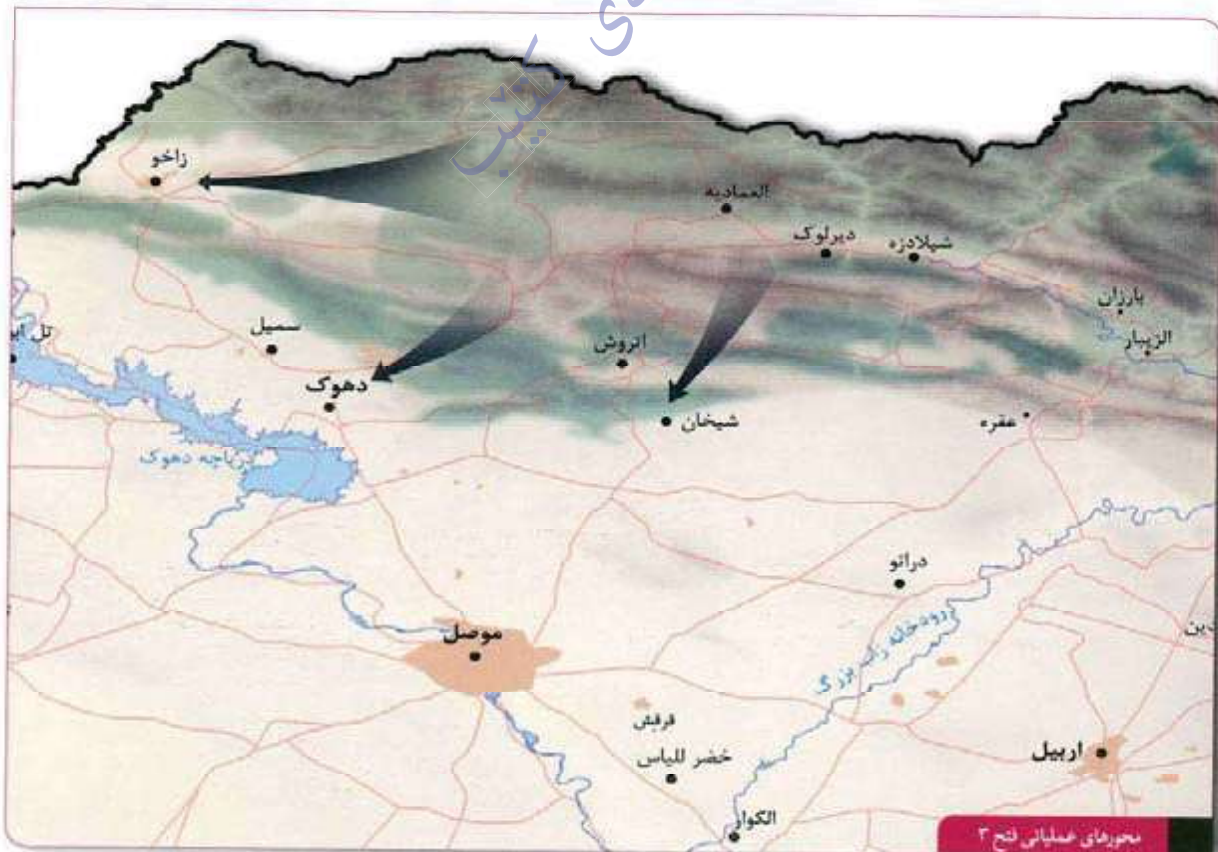 زاخو
العمادیه
دیرلوک
شیلادزه
بارزان
الزیبار
سمیل
اتروش
دهوک
شیخان
عقره
دریاچه دهوک
دراتو
رودخانه زاب بزرگ
موصل
قرقش
خضر للیاس
اربیل
الکوار
محورهای عملیاتی فتح ۳